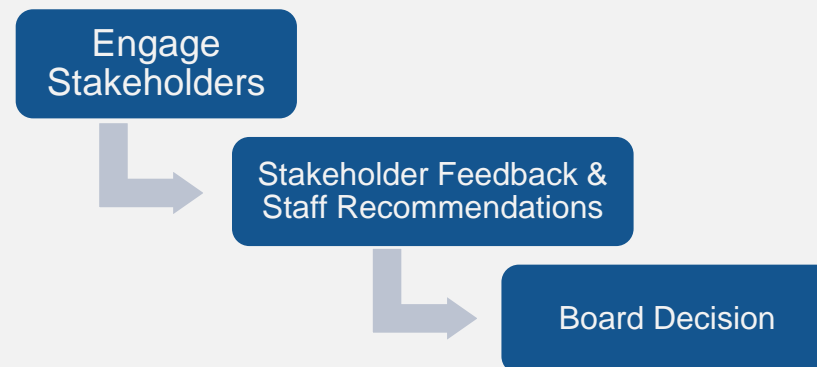 Engage
Stakeholders
Stakeholder Feedback &
Staff Recommendations
Board Decision